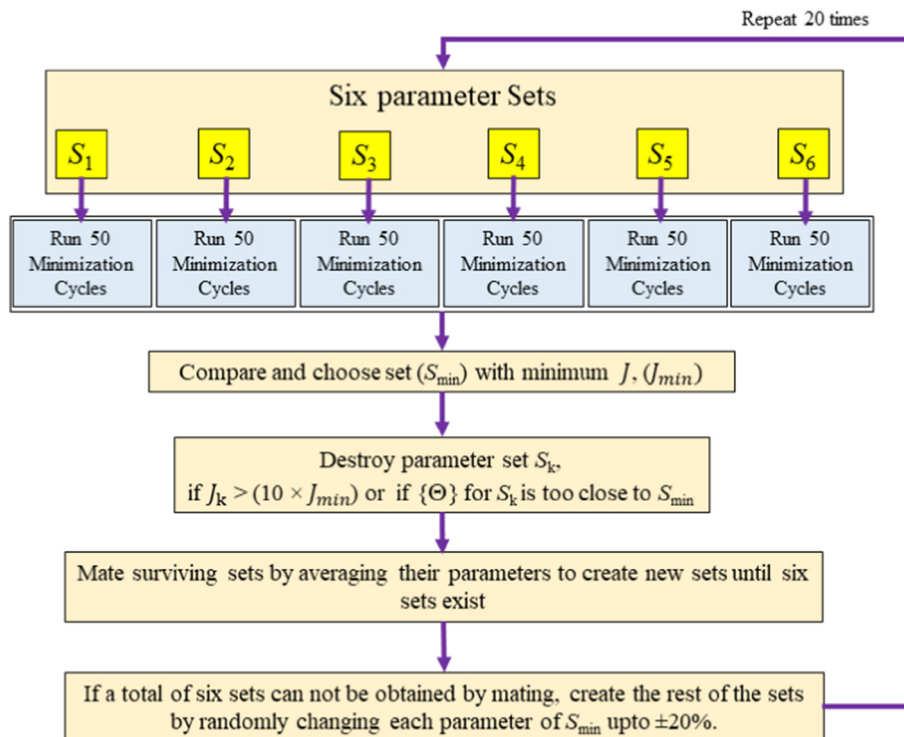 Repeat 20 times
Six parameter Sets
S1 S2 S3 S4 S5 S6
Run 50 Minimization Cycles
Run 50 Minimization Cycles
Run 50 Minimization Cycles
Run 50 Minimization Cycles
Run 50 Minimization Cycles
Run 50 Minimization Cycles
Compare and choose set (Smin) with minimum J, (Jmin)
Destroy parameter set Sk,
if Jk > (10 × Jmin) or if {Θ} for Sk is too close to Smin
Mate surviving sets by averaging their parameters to create new sets until six
sets exist
If a total of six sets can not be obtained by mating, create the rest of the sets
by randomly changing each parameter of Smin upto ±20%.